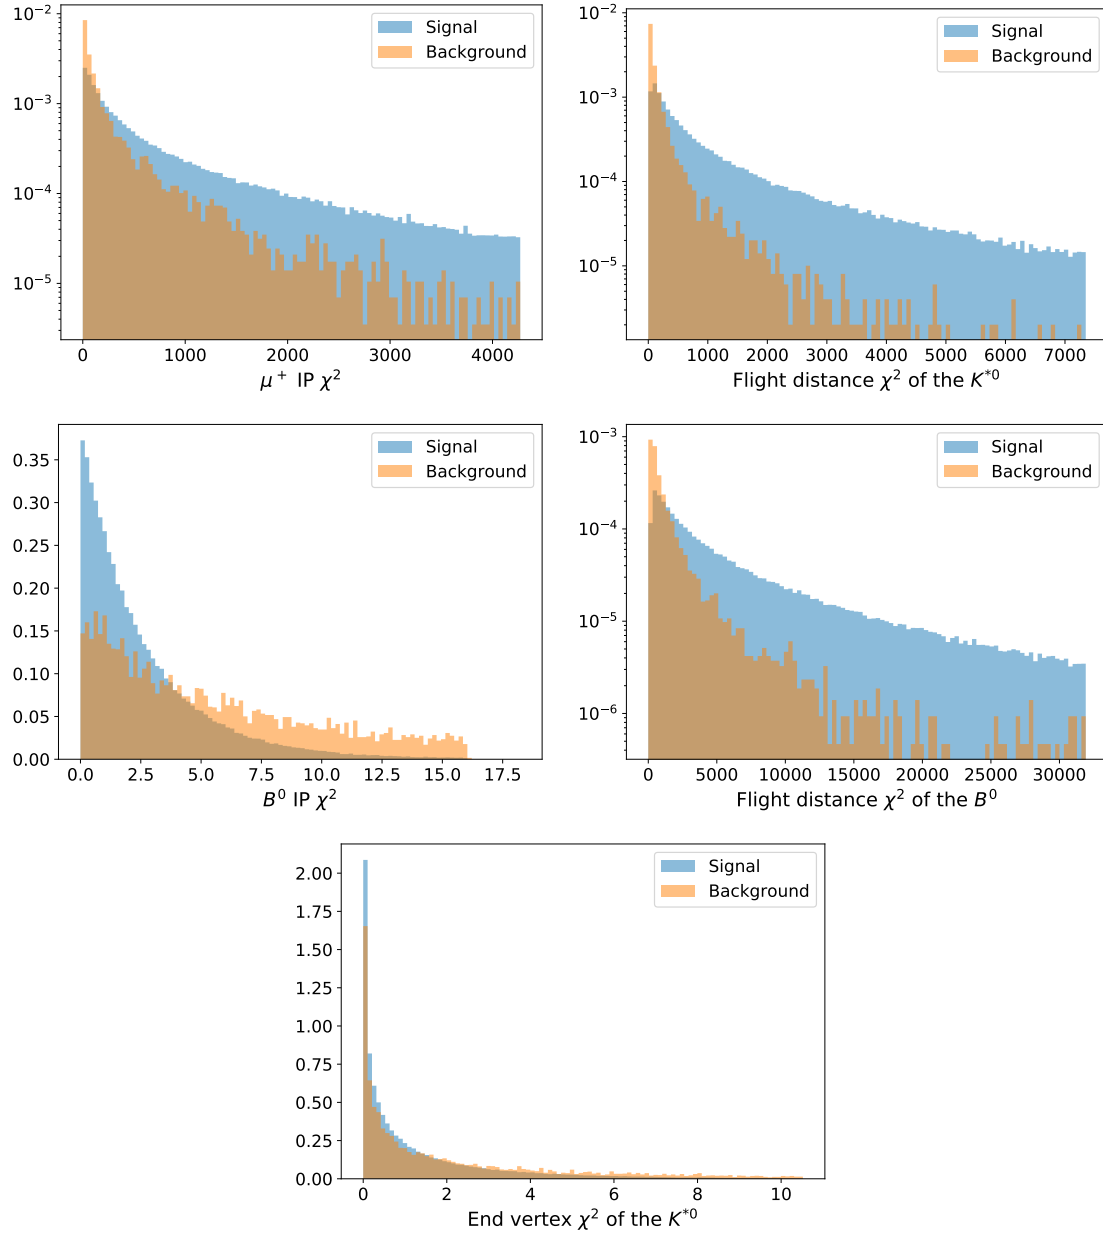 10⁻²
10⁻³
10⁻⁴
10⁻⁵
Signal
Background
0 1000 2000 3000 4000
μ⁺ IP χ²
10⁻²
10⁻³
10⁻⁴
10⁻⁵
Signal
Background
0 1000 2000 3000 4000 5000 6000 7000
Flight distance χ² of the K*⁰
0.35
0.30
0.25
0.20
0.15
0.10
0.05
0.00
Signal
Background
0.0 2.5 5.0 7.5 10.0 12.5 15.0 17.5
B⁰ IP χ²
10⁻³
10⁻⁴
10⁻⁵
10⁻⁶
Signal
Background
0 5000 10000 15000 20000 25000 30000
Flight distance χ² of the B⁰
2.00
1.75
1.50
1.25
1.00
0.75
0.50
0.25
0.00
Signal
Background
0 2 4 6 8 10
End vertex χ² of the K*⁰